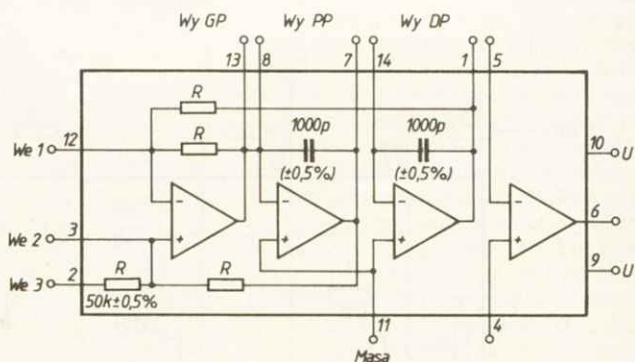 Wy GP Wy PP Wy DP
13 8 7 14 1 5
R
R 1000p 1000p
We 1 12 10 U
(±0,5%) (±0,5%)
- - - -
We 2 3 + + + + 6
R R 9 U
We 3 2
50k±0,5%
11 4
Masa